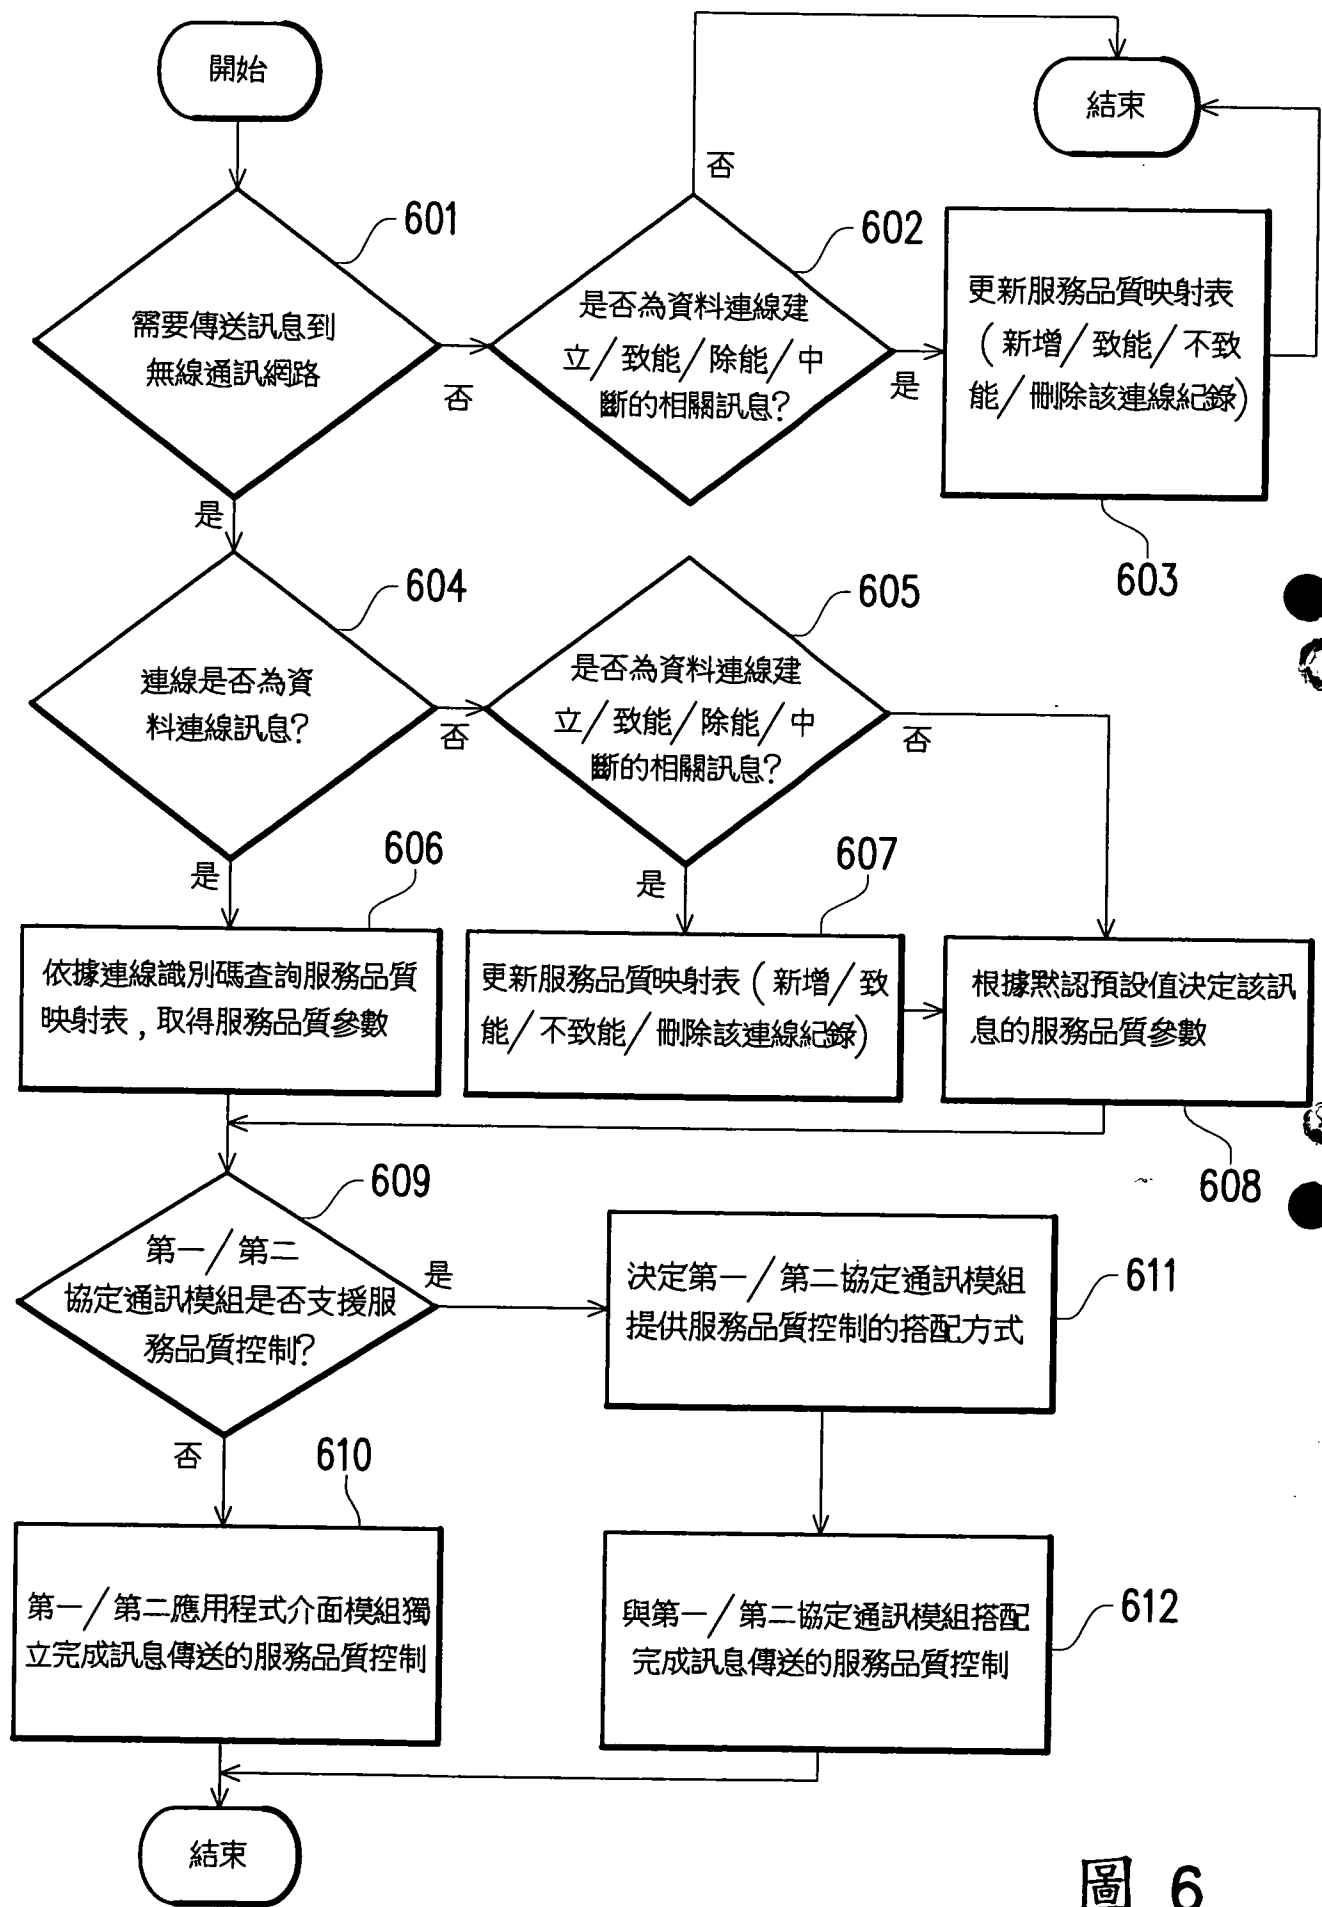 開始
結束
否
601
602
需要傳送訊息到
無線通訊網路
否
是否為資料連線建
立/致能/除能/中
斷的相關訊息?
是
更新服務品質映射表
(新增/致能/不致
能/刪除該連線紀錄)
603
是
604
605
連線是否為資
料連線訊息?
否
是否為資料連線建
立/致能/除能/中
斷的相關訊息?
否
是
606
是
607
依據連線識別碼查詢服務品質
映射表,取得服務品質參數
更新服務品質映射表(新增/致
能/不致能/刪除該連線紀錄)
根據默認預設值決定該訊
息的服務品質參數
608
609
第一/第二
協定通訊模組是否支援服
務品質控制?
是
決定第一/第二協定通訊模組
提供服務品質控制的搭配方式
611
否
610
第一/第二應用程式介面模組獨
立完成訊息傳送的服務品質控制
與第一/第二協定通訊模組搭配
完成訊息傳送的服務品質控制
612
結束
圖 6